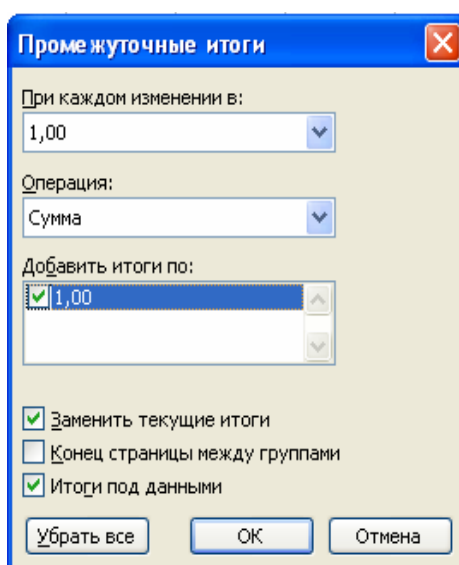 Промежуточные итоги
При каждом изменении в:
1,00
Операция:
Сумма
Добавить итоги по:
1,00
Заменить текущие итоги
Конец страницы между группами
Итоги под данными
Убрать все
ОК
Отмена